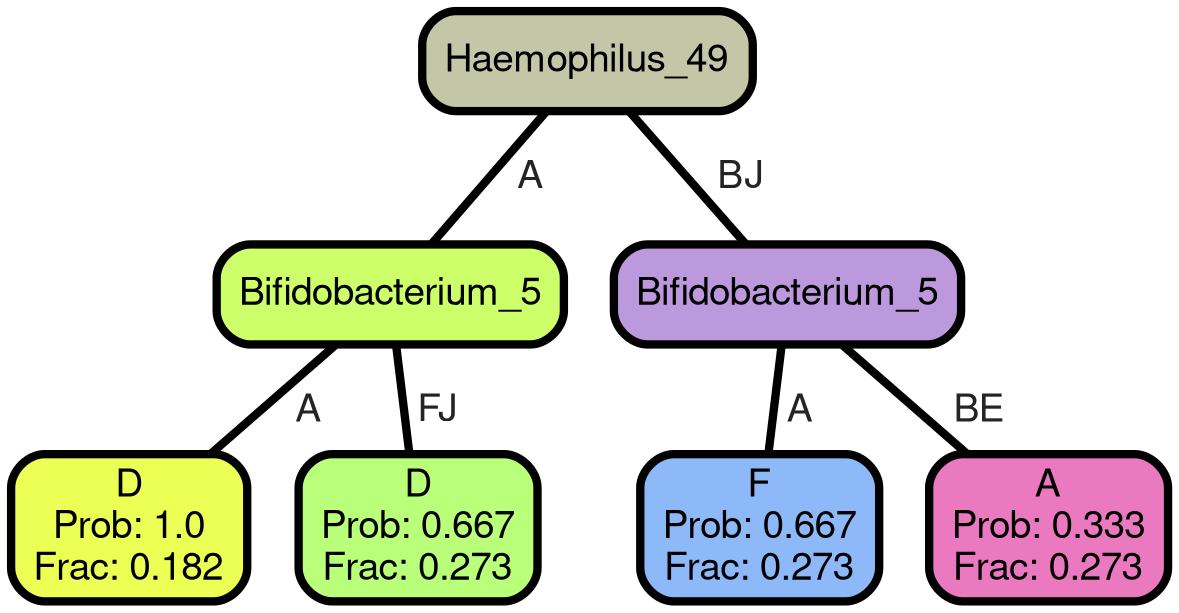 Haemophilus_49
A
BJ
Bifidobacterium_5
Bifidobacterium_5
A
FJ
A
BE
D
Prob: 1.0
Frac: 0.182
D
Prob: 0.667
Frac: 0.273
F
Prob: 0.667
Frac: 0.273
A
Prob: 0.333
Frac: 0.273